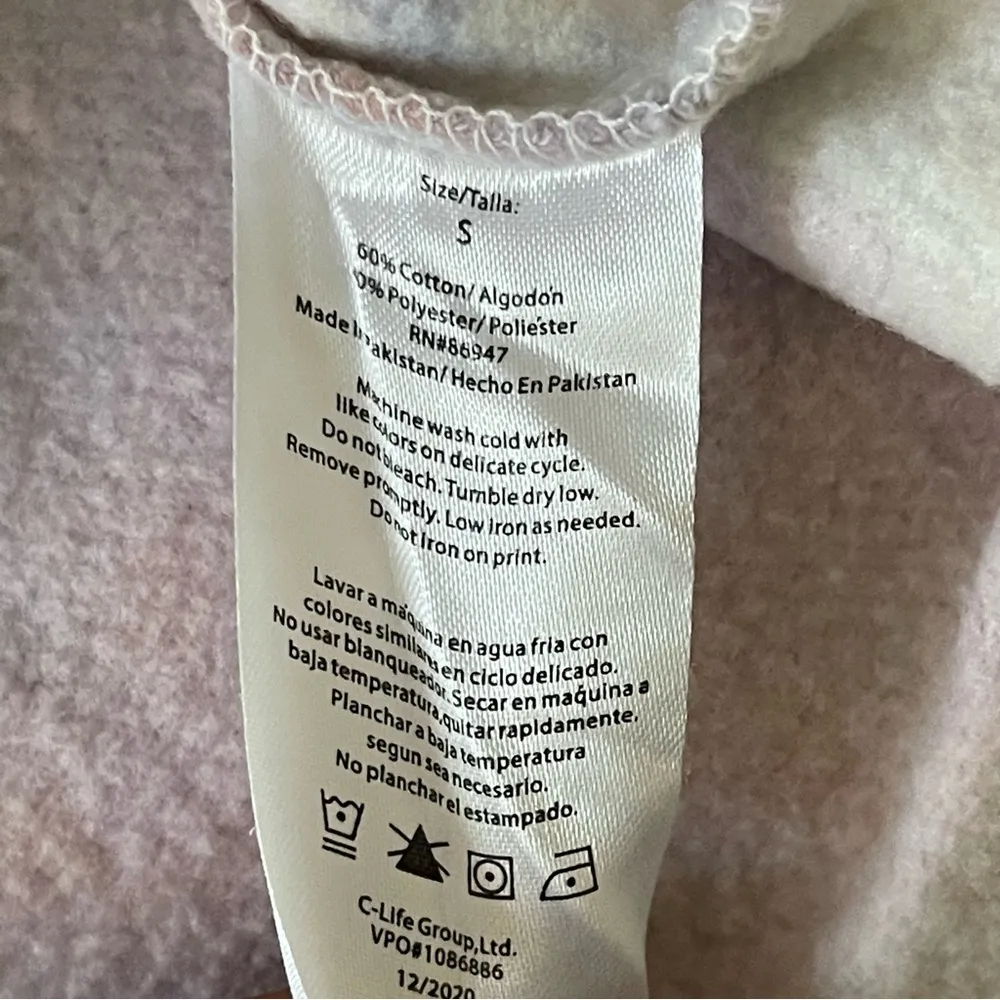 Size/Talla:
S
60% Cotton/ Algodón
0% Polyester/ Poliéster
RN#86947
Made In Pakistan/ Hecho En Pakistan
Machine wash cold with
like colors on delicate cycle.
Do not bleach. Tumble dry low.
Remove promptly. Low iron as needed.
Do not Iron on print.
Lavar a maquina en agua fria con
colores similares en ciclo delicado.
No usar blanqueador. Secar en maquina a
baja temperatura,quitar rapidamente.
Planchar a baja temperatura
segun sea necesario.
No planchar el estampado.
C-Life Group,Ltd.
VPO#1086886
12/2020